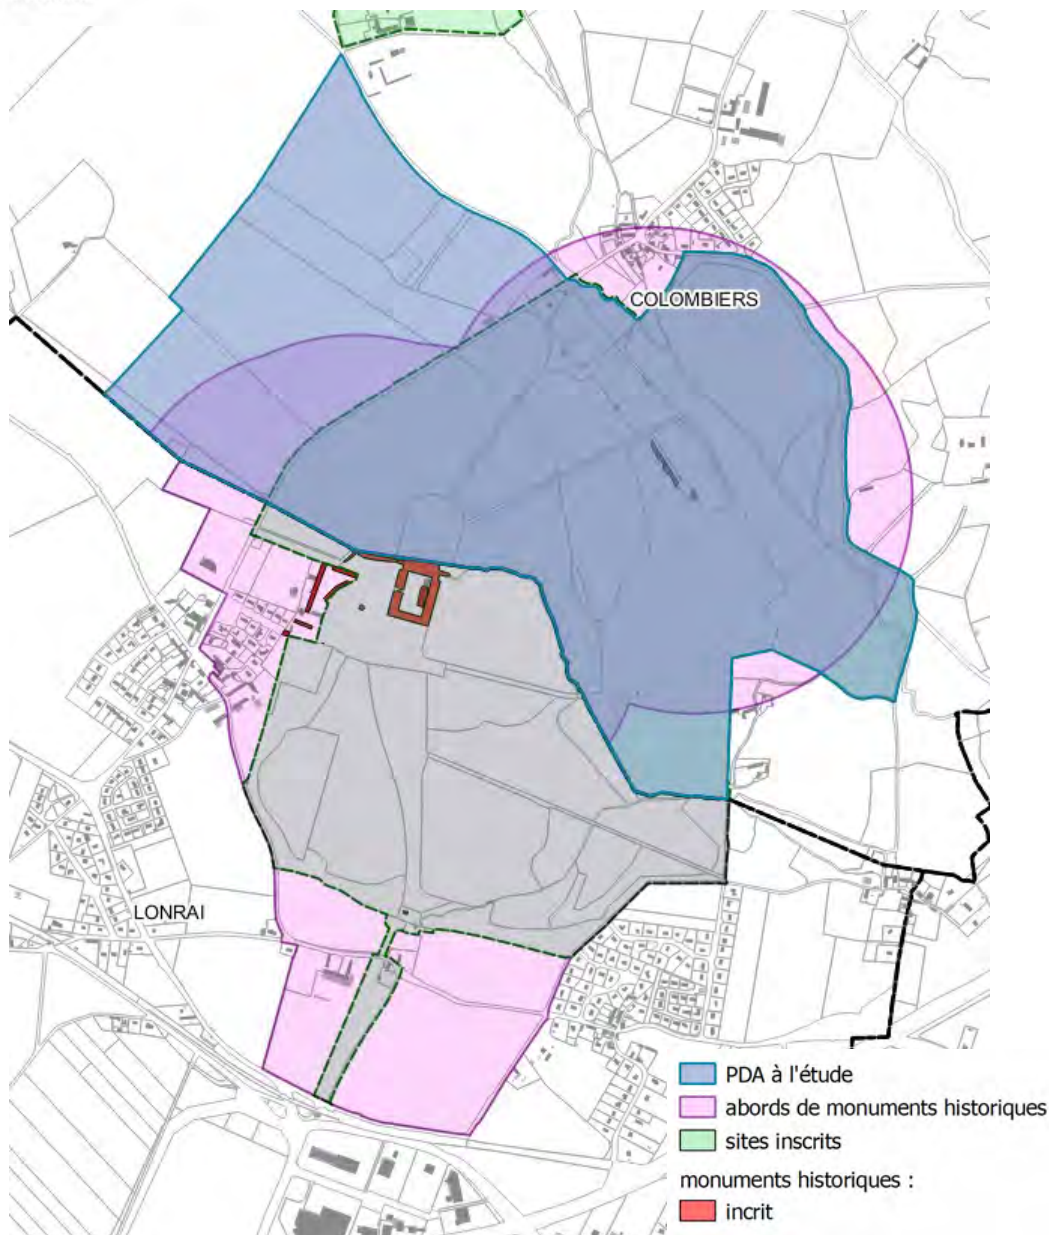 COLOMBIERS
LONRAI
PDA à l'étude
abords de monuments historiques
sites inscrits
monuments historiques :
incrit